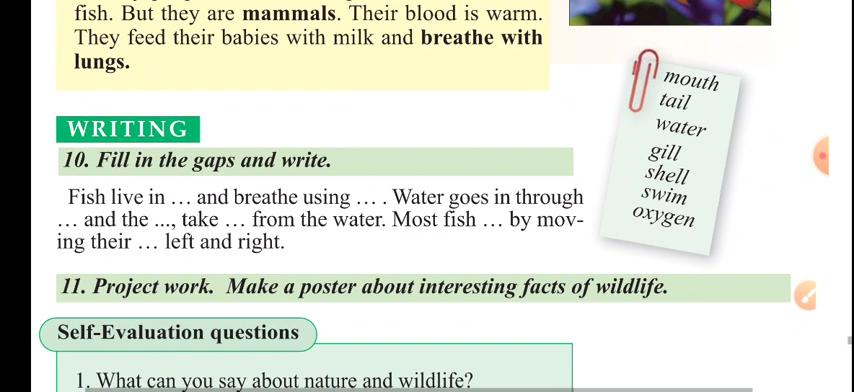 fish. But they are mammals. Their blood is warm.
They feed their babies with milk and breathe with
lungs.
mouth
tail
water
gill
shell
swim
oxygen
WRITING
10. Fill in the gaps and write.
Fish live in … and breathe using … . Water goes in through
… and the ..., take … from the water. Most fish … by mov-
ing their … left and right.
11. Project work. Make a poster about interesting facts of wildlife.
Self-Evaluation questions
1. What can you say about nature and wildlife?